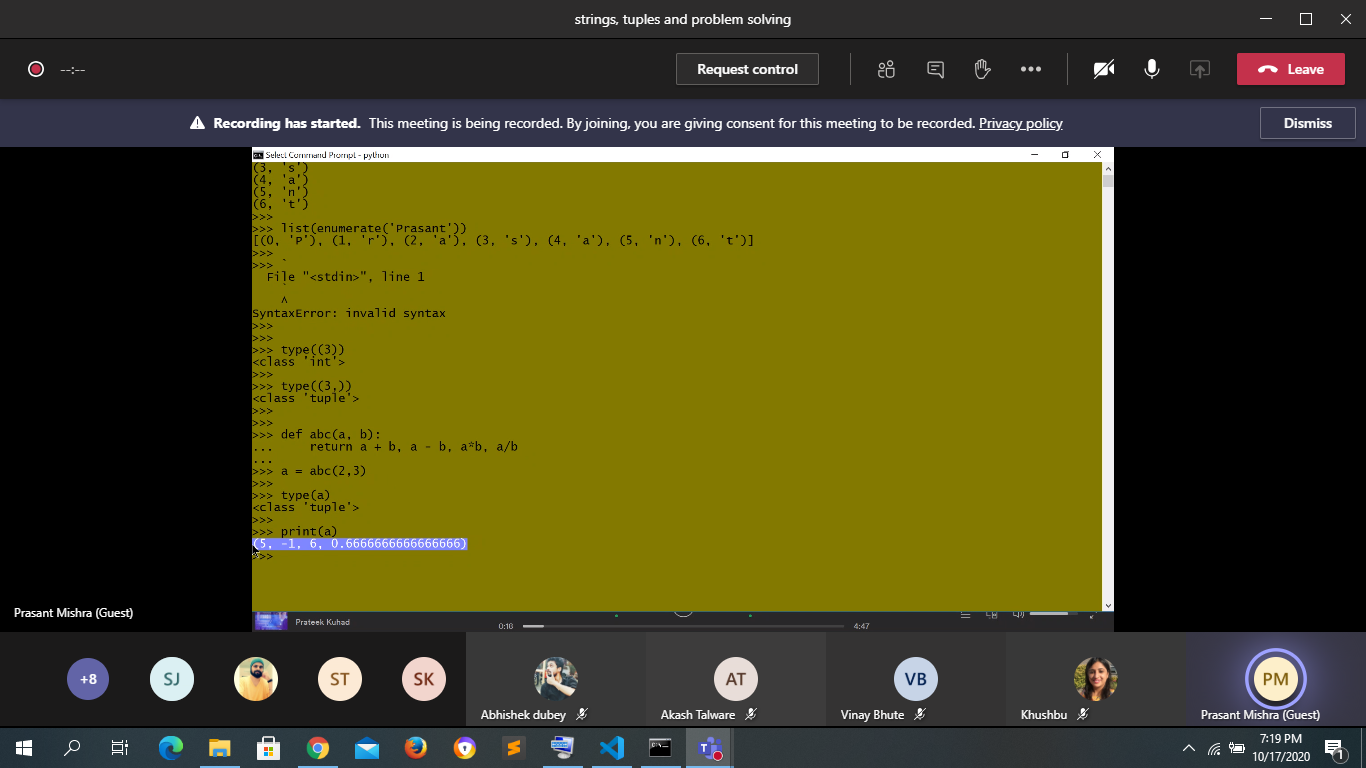 strings, tuples and problem solving
--:--
Request control
Leave
Recording has started. This meeting is being recorded. By joining, you are giving consent for this meeting to be recorded. Privacy policy
Dismiss
Select Command Prompt - python
(3, 's')
(4, 'a')
(5, 'n')
(6, 't')
>>>
>>> list(enumerate('Prasant'))
[(0, 'P'), (1, 'r'), (2, 'a'), (3, 's'), (4, 'a'), (5, 'n'), (6, 't')]
>>>
>>> `
  File "<stdin>", line 1
    `
    ^
SyntaxError: invalid syntax
>>>
>>>
>>> type((3))
<class 'int'>
>>>
>>> type((3,))
<class 'tuple'>
>>>
>>>
>>> def abc(a, b):
...     return a + b, a - b, a*b, a/b
...
>>> a = abc(2,3)
>>>
>>> type(a)
<class 'tuple'>
>>>
>>> print(a)
(5, -1, 6, 0.6666666666666666)
>>>
Prasant Mishra (Guest)
Prateek Kuhad
0:18
4:47
+8
SJ
ST
SK
Abhishek dubey
AT
Akash Talware
VB
Vinay Bhute
Khushbu
PM
Prasant Mishra (Guest)
7:19 PM
10/17/2020
1